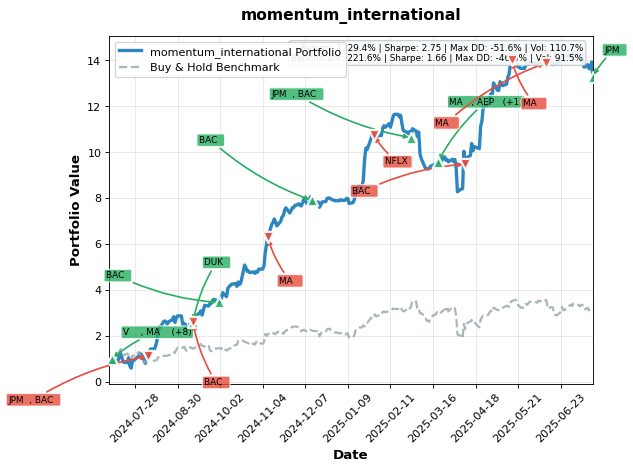 momentum_international
momentum_international Portfolio
Buy & Hold Benchmark
29.4% | Sharpe: 2.75 | Max DD: -51.6% | Vol: 110.7%
221.6% | Sharpe: 1.66 | Max DD: | Vol: 91.5%
JPM
JPM , BAC
MA , AEP (+1)
MA
MA
BAC
NFLX
BAC
DUK
BAC
MA
V , MA (+8)
BAC
JPM , BAC
Portfolio Value
14
12
10
8
6
4
2
0
2024-07-28
2024-08-30
2024-10-02
2024-11-04
2024-12-07
2025-01-09
2025-02-11
2025-03-16
2025-04-18
2025-05-21
2025-06-23
Date